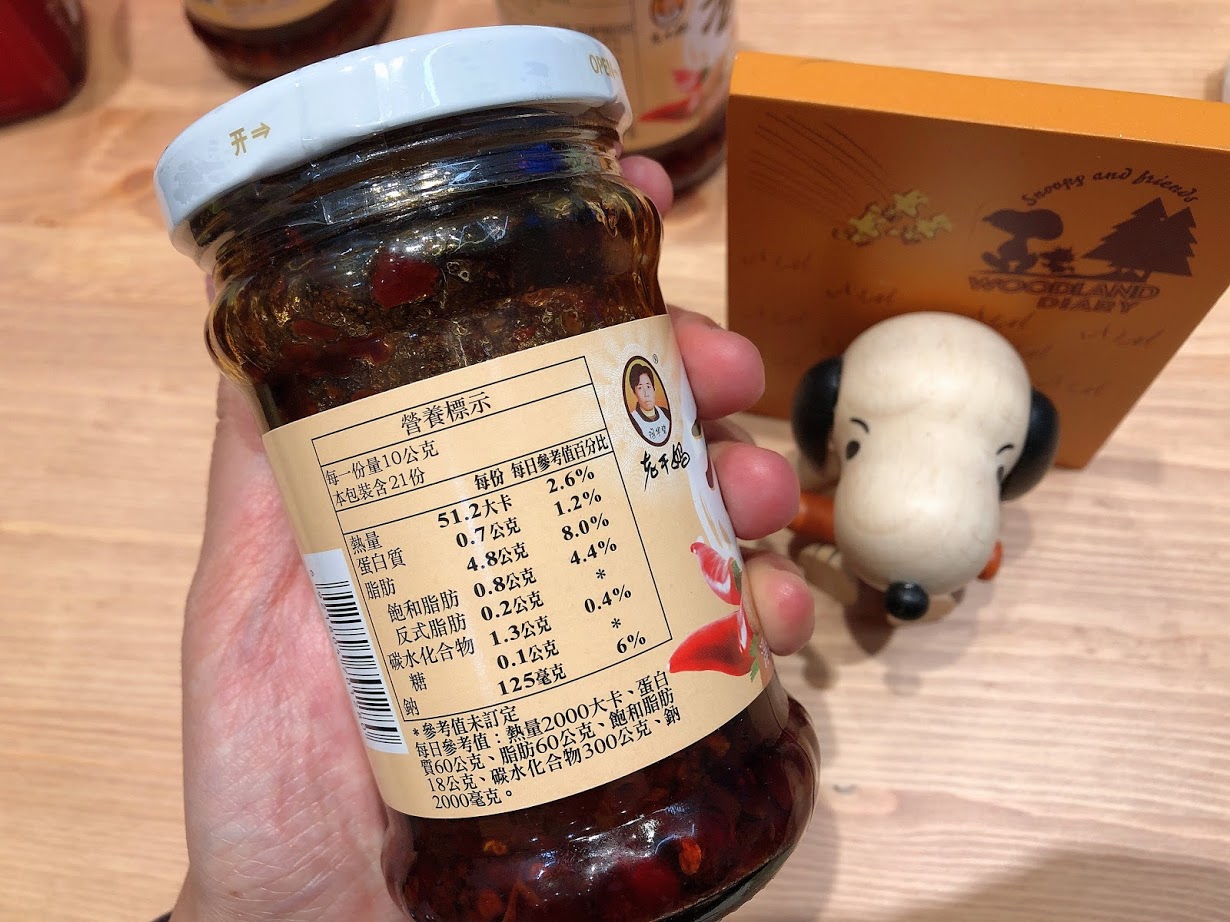 开⇒
OPEN
營養標示
每一份量10公克
本包裝含21份
每份 每日參考值百分比
熱量 51.2大卡 2.6%
蛋白質 0.7公克 1.2%
脂肪 4.8公克 8.0%
飽和脂肪 0.8公克 4.4%
反式脂肪 0.2公克 *
碳水化合物 1.3公克 0.4%
糖 0.1公克 *
鈉 125毫克 6%
*參考值未訂定
每日參考值：熱量2000大卡、蛋白
質60公克、脂肪60公克、飽和脂肪
18公克、碳水化合物300公克、鈉
2000毫克。
®
老干妈
Snoopy and friends
WOODLAND
DIARY